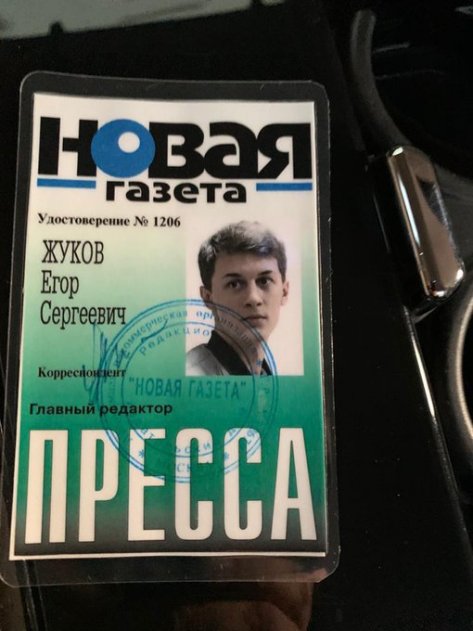 НОВАЯ
газета
Удостоверение № 1206
ЖУКОВ
Егор
Сергеевич
Корреспондент
"НОВАЯ ГАЗЕТА"
Главный редактор
ПРЕССА